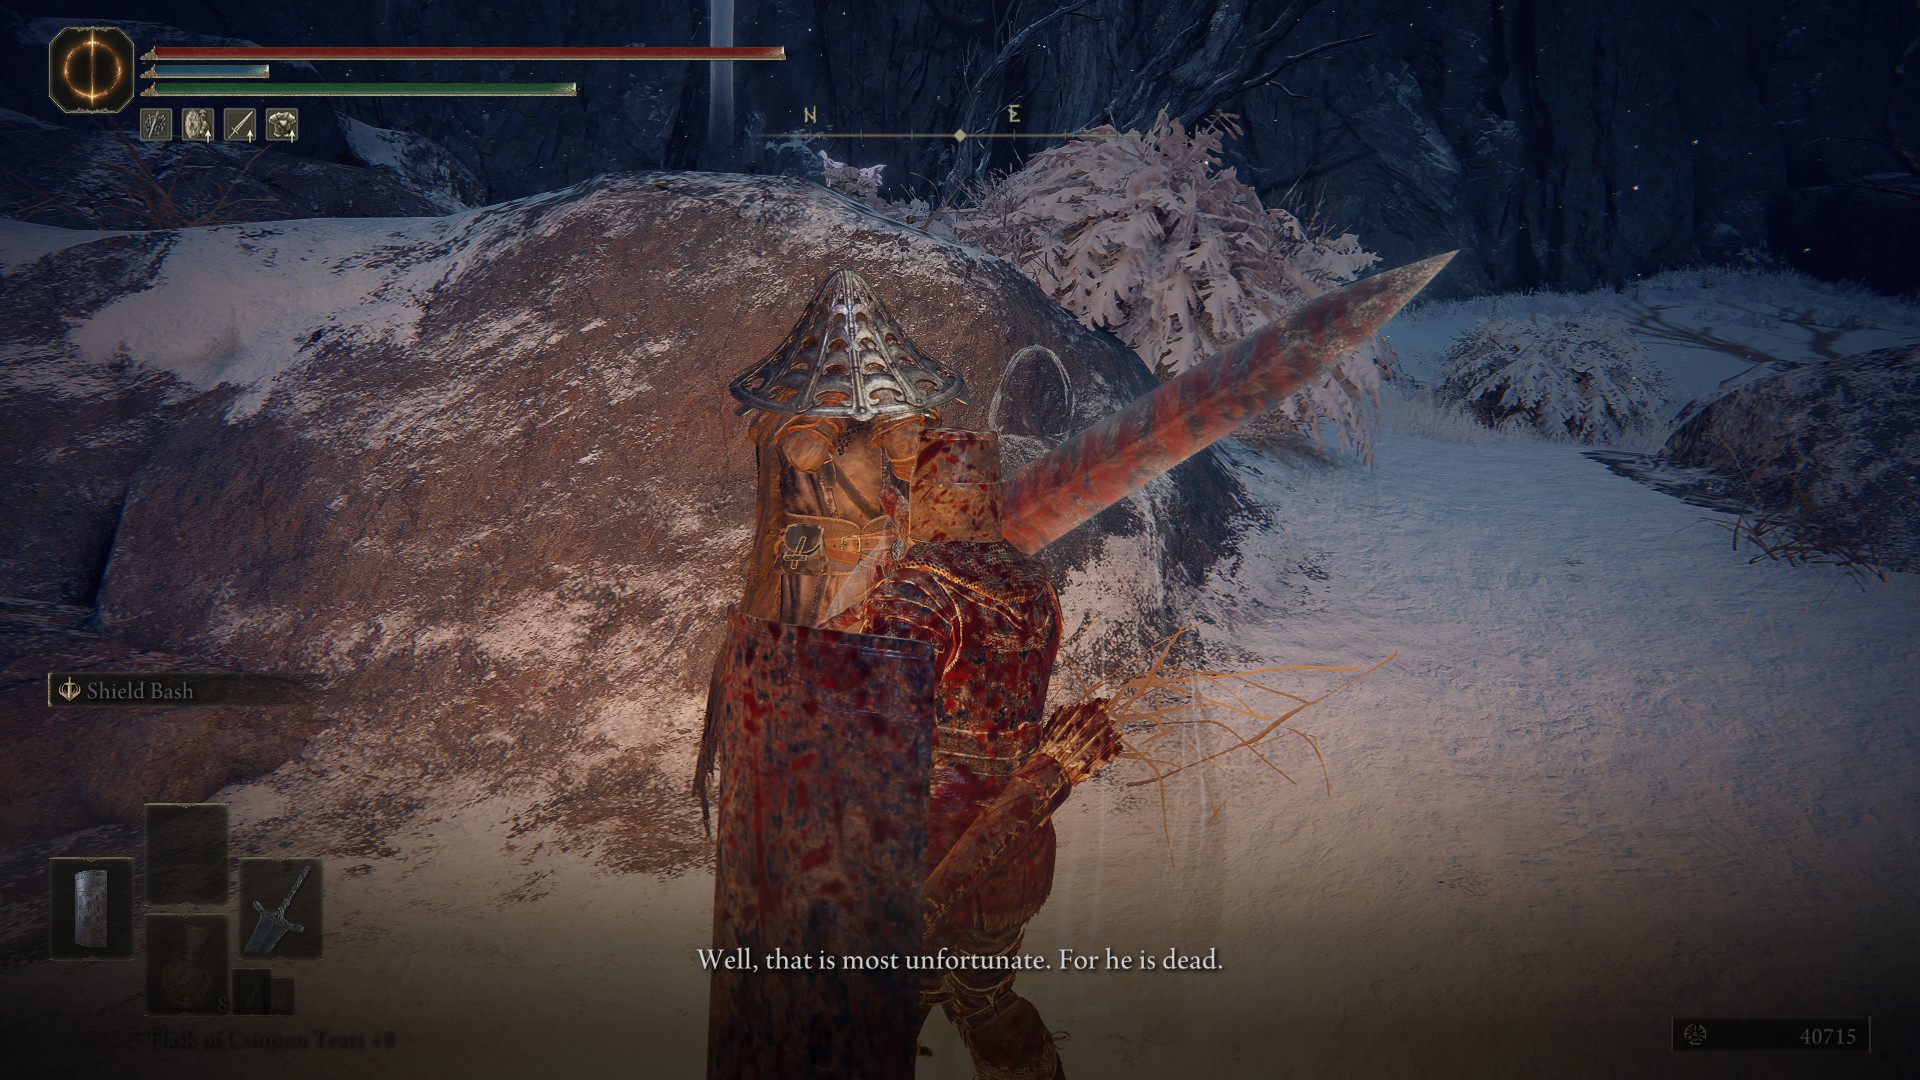 N
E
Shield Bash
Well, that is most unfortunate. For he is dead.
8
Flask of Crimson Tears +8
40715